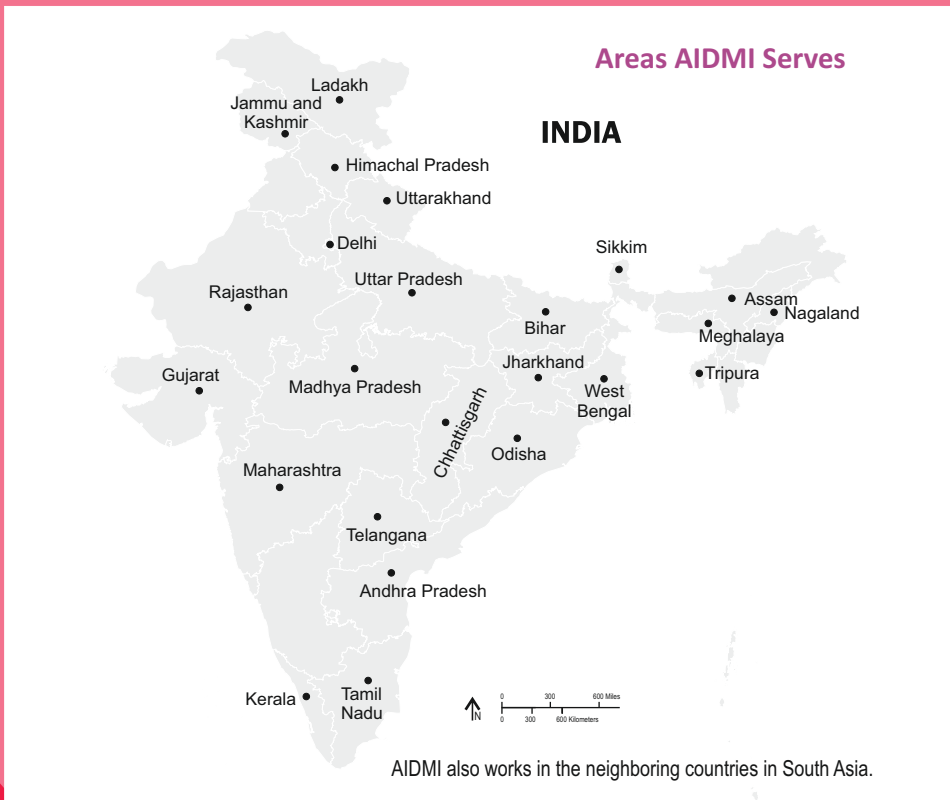 Areas AIDMI Serves
INDIA
Ladakh
Jammu and
Kashmir
Himachal Pradesh
Uttarakhand
Delhi
Sikkim
Uttar Pradesh
Rajasthan
Assam
Nagaland
Bihar
Meghalaya
Jharkhand
Tripura
Gujarat
Madhya Pradesh
West
Bengal
Chhattisgarh
Odisha
Maharashtra
Telangana
Andhra Pradesh
Kerala
Tamil
Nadu
N
0 300 600 Miles
0 300 600 Kilometers
AIDMI also works in the neighboring countries in South Asia.